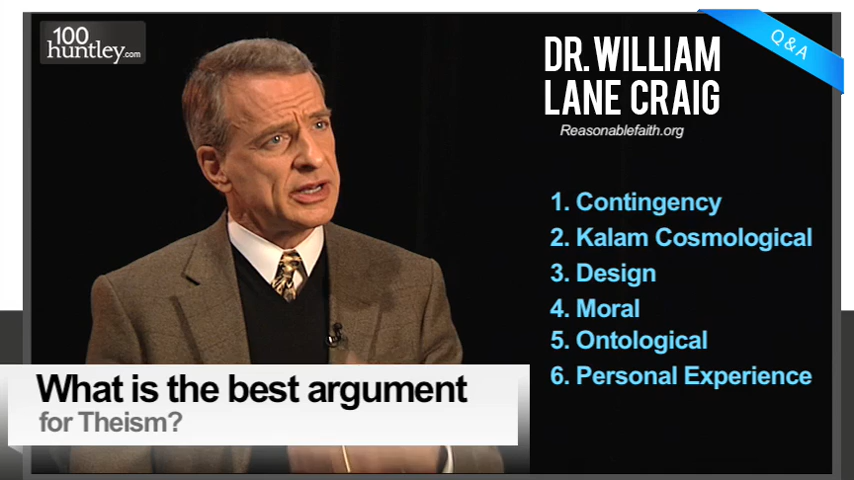 100
huntley.com
Q&A
DR. WILLIAM
LANE CRAIG
Reasonablefaith.org
1. Contingency
2. Kalam Cosmological
3. Design
4. Moral
5. Ontological
6. Personal Experience
What is the best argument
for Theism?